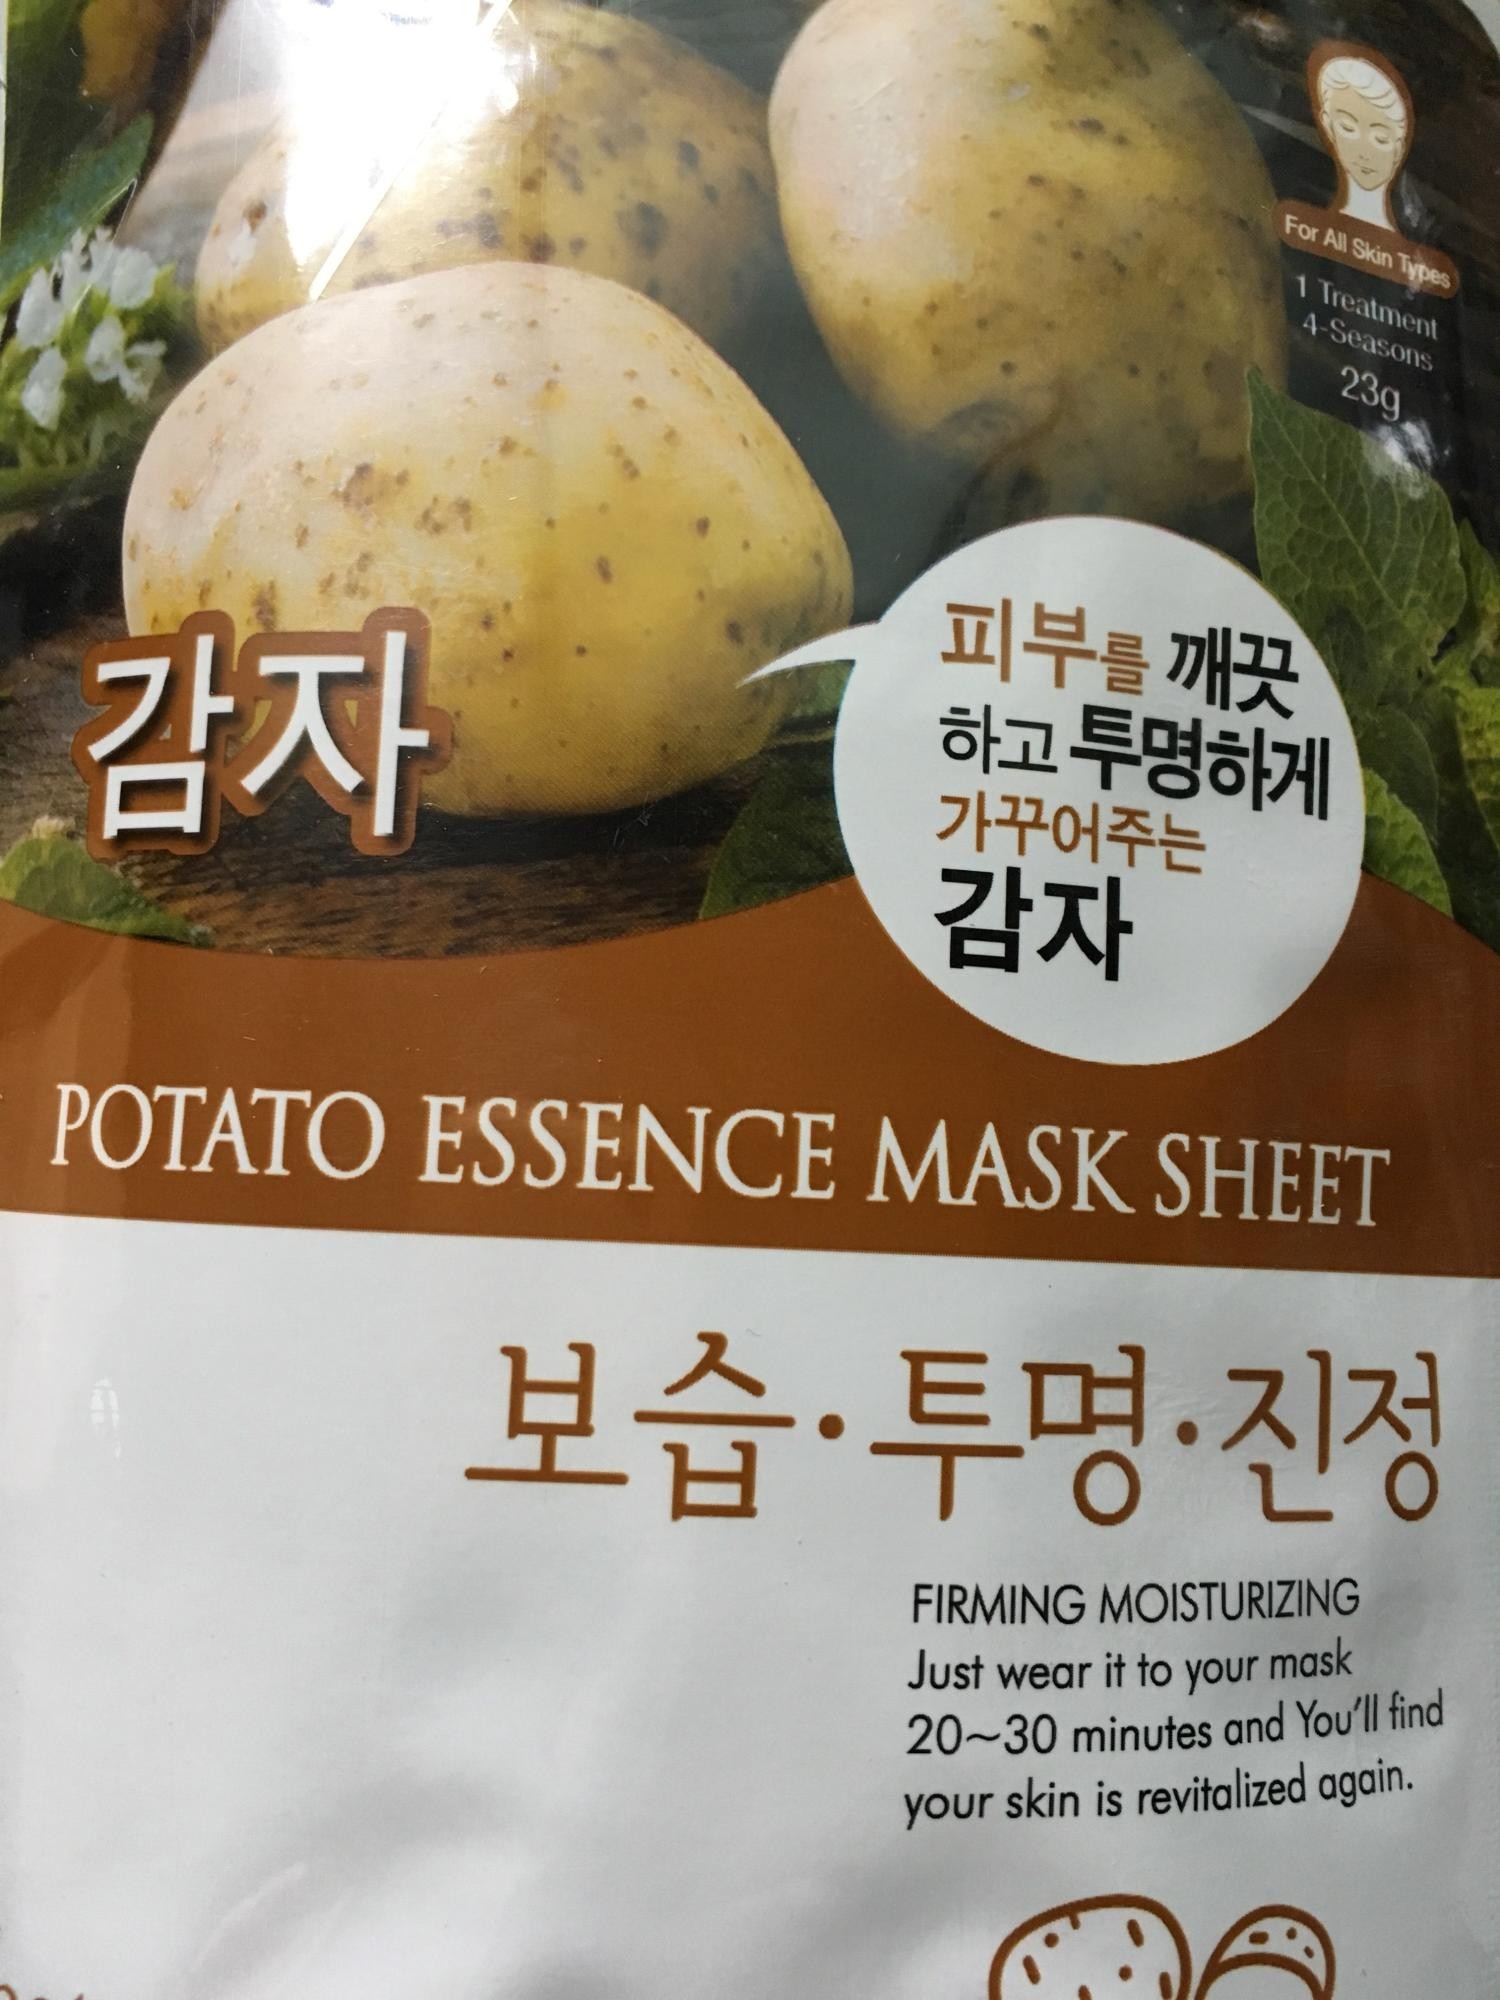 For All Skin Types
1 Treatment
4-Seasons
23g
감자
피부를 깨끗
하고 투명하게
가꾸어주는
감자
POTATO ESSENCE MASK SHEET
보습·투명·진정
FIRMING MOISTURIZING
Just wear it to your mask
20~30 minutes and You'll find
your skin is revitalized again.